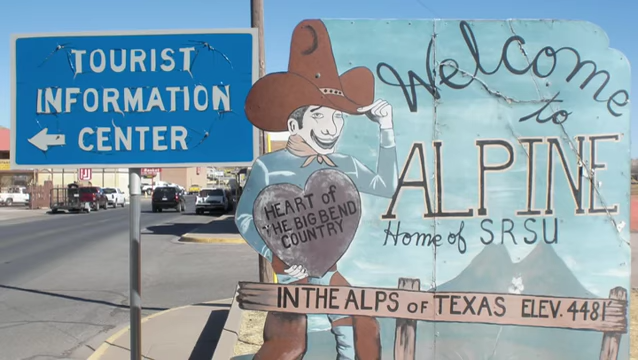 TOURIST
INFORMATION
CENTER
Welcome
to
ALPINE
Home of SRSU
HEART of
THE BIG BEND
COUNTRY
IN THE ALPS OF TEXAS ELEV. 4481